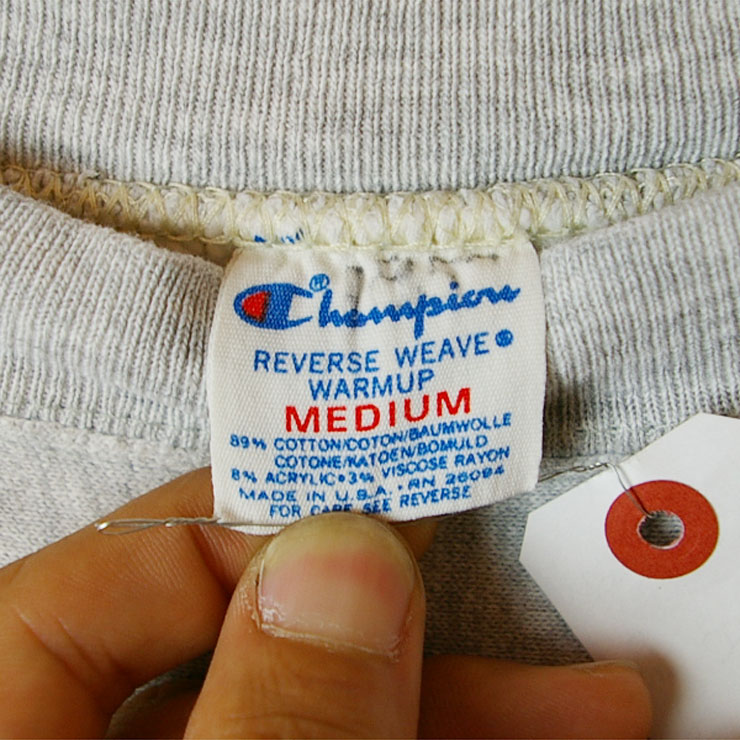 Champion®
REVERSE WEAVE®
WARMUP
MEDIUM
89% COTTON/COTON/BAUMWOLLE
COTONE/KATOEN/BOMULD
8% ACRYLIC•3% VISCOSE RAYON
MADE IN U.S.A.•RN 26094
FOR CARE SEE REVERSE